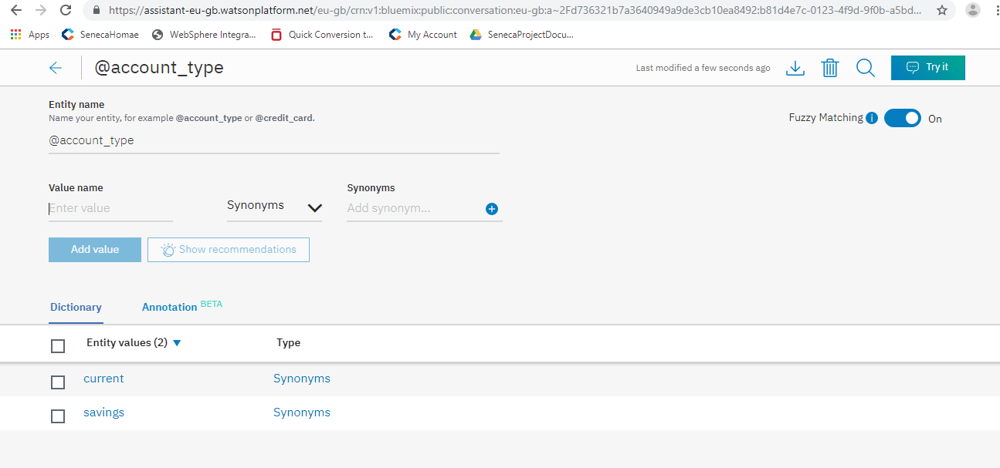 https://assistant-eu-gb.watsonplatform.net/eu-gb/crn:v1:bluemix:public:conversation:eu-gb:a~2Fd736321b7a3640949a9de3cb10ea8492:b81d4e7c-0123-4f9d-9f0b-a5bd...
Apps SenecaHomae WebSphere Integra... Quick Conversion t... My Account SenecaProjectDocu...
@account_type Last modified a few seconds ago Try it
Entity name
Name your entity, for example @account_type or @credit_card.
Fuzzy Matching i On
@account_type
Value name Synonyms
Enter value Synonyms Add synonym...
Add value Show recommendations
Dictionary Annotation BETA
Entity values (2) Type
current Synonyms
savings Synonyms